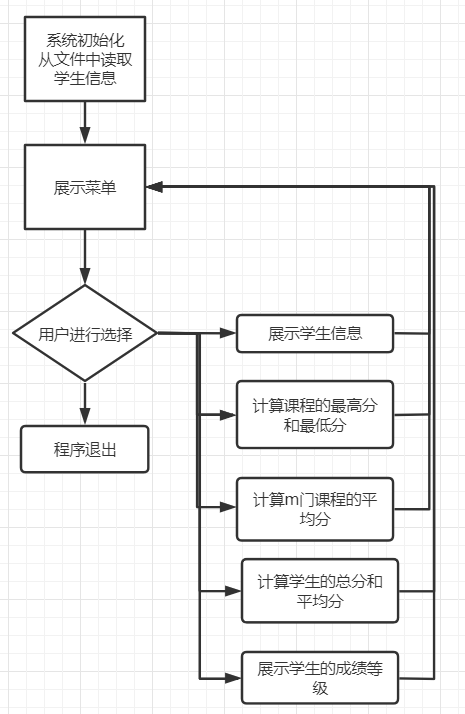 系统初始化
从文件中读取
学生信息
展示菜单
用户进行选择
程序退出
展示学生信息
计算课程的最高分
和最低分
计算m门课程的平
均分
计算学生的总分和
平均分
展示学生的成绩等
级